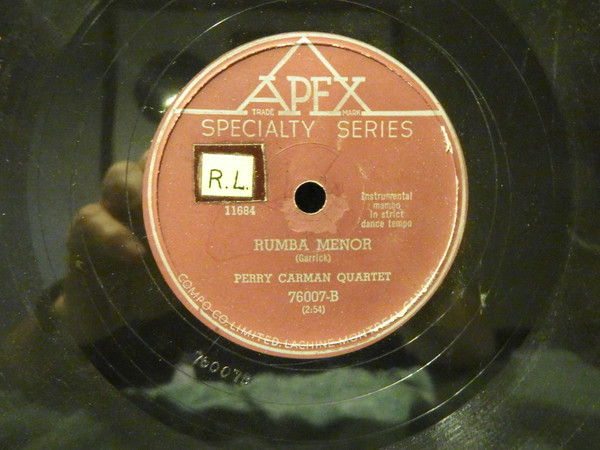 APEX
TRADE MARK
SPECIALTY SERIES
R.L.
11684
Instrumental
mambo
in strict
dance tempo
RUMBA MENOR
(Garrick)
PERRY CARMAN QUARTET
76007-B
(2:54)
COMPO CO. LIMITED, LACHINE MONTREAL CANADA